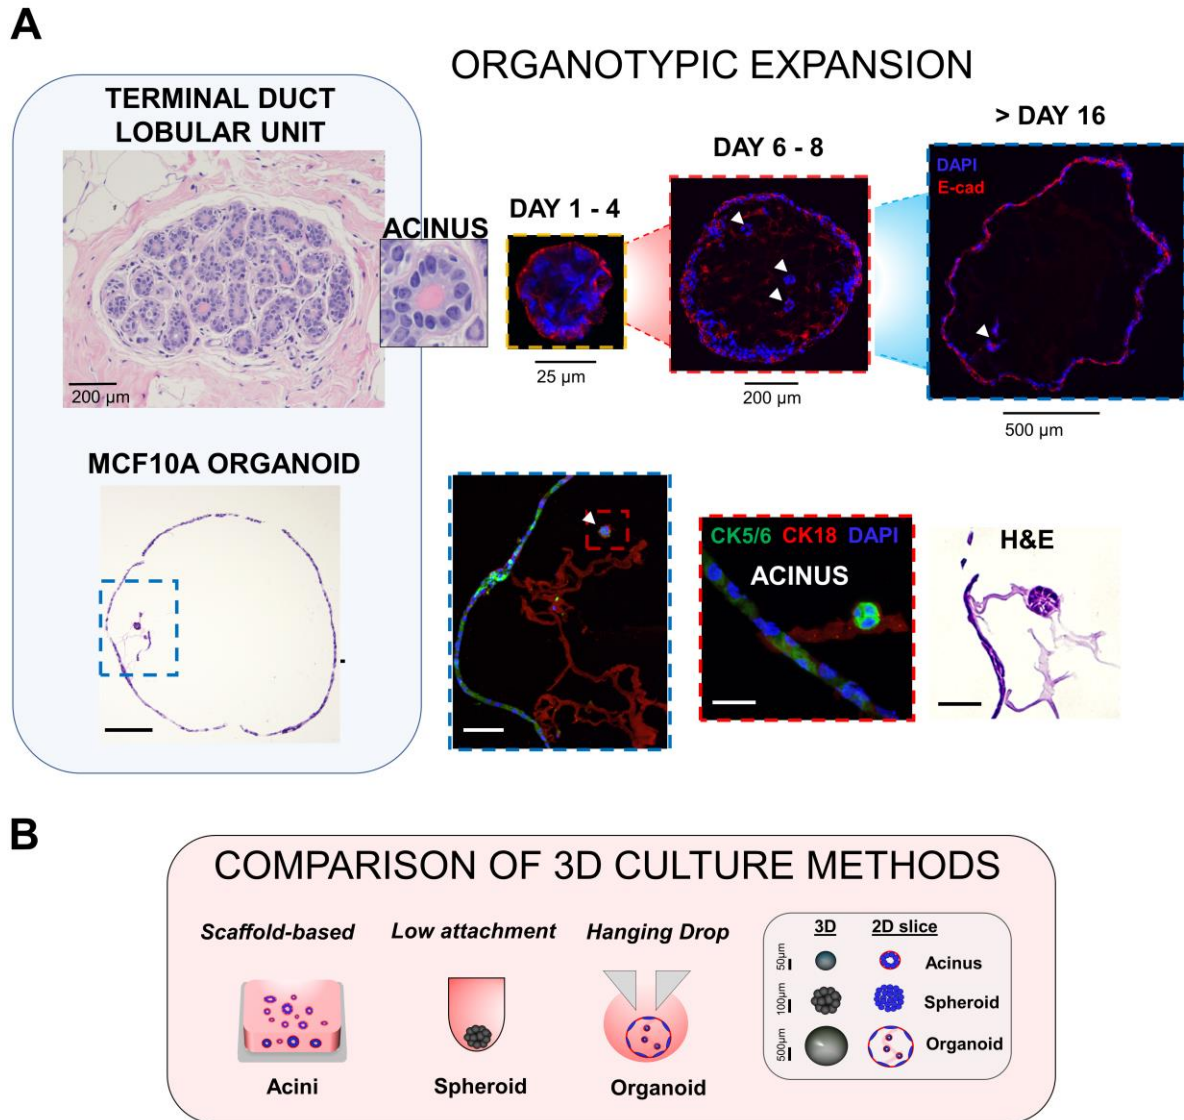 A
ORGANOTYPIC EXPANSION
TERMINAL DUCT
LOBULAR UNIT
200 µm
ACINUS
DAY 1 - 4
25 µm
DAY 6 - 8
200 µm
> DAY 16
DAPI
E-cad
500 µm
MCF10A ORGANOID
CK5/6 CK18 DAPI
ACINUS
H&E
B
COMPARISON OF 3D CULTURE METHODS
Scaffold-based
Acini
Low attachment
Spheroid
Hanging Drop
Organoid
3D 2D slice
50µm Acinus
100µm Spheroid
500µm Organoid